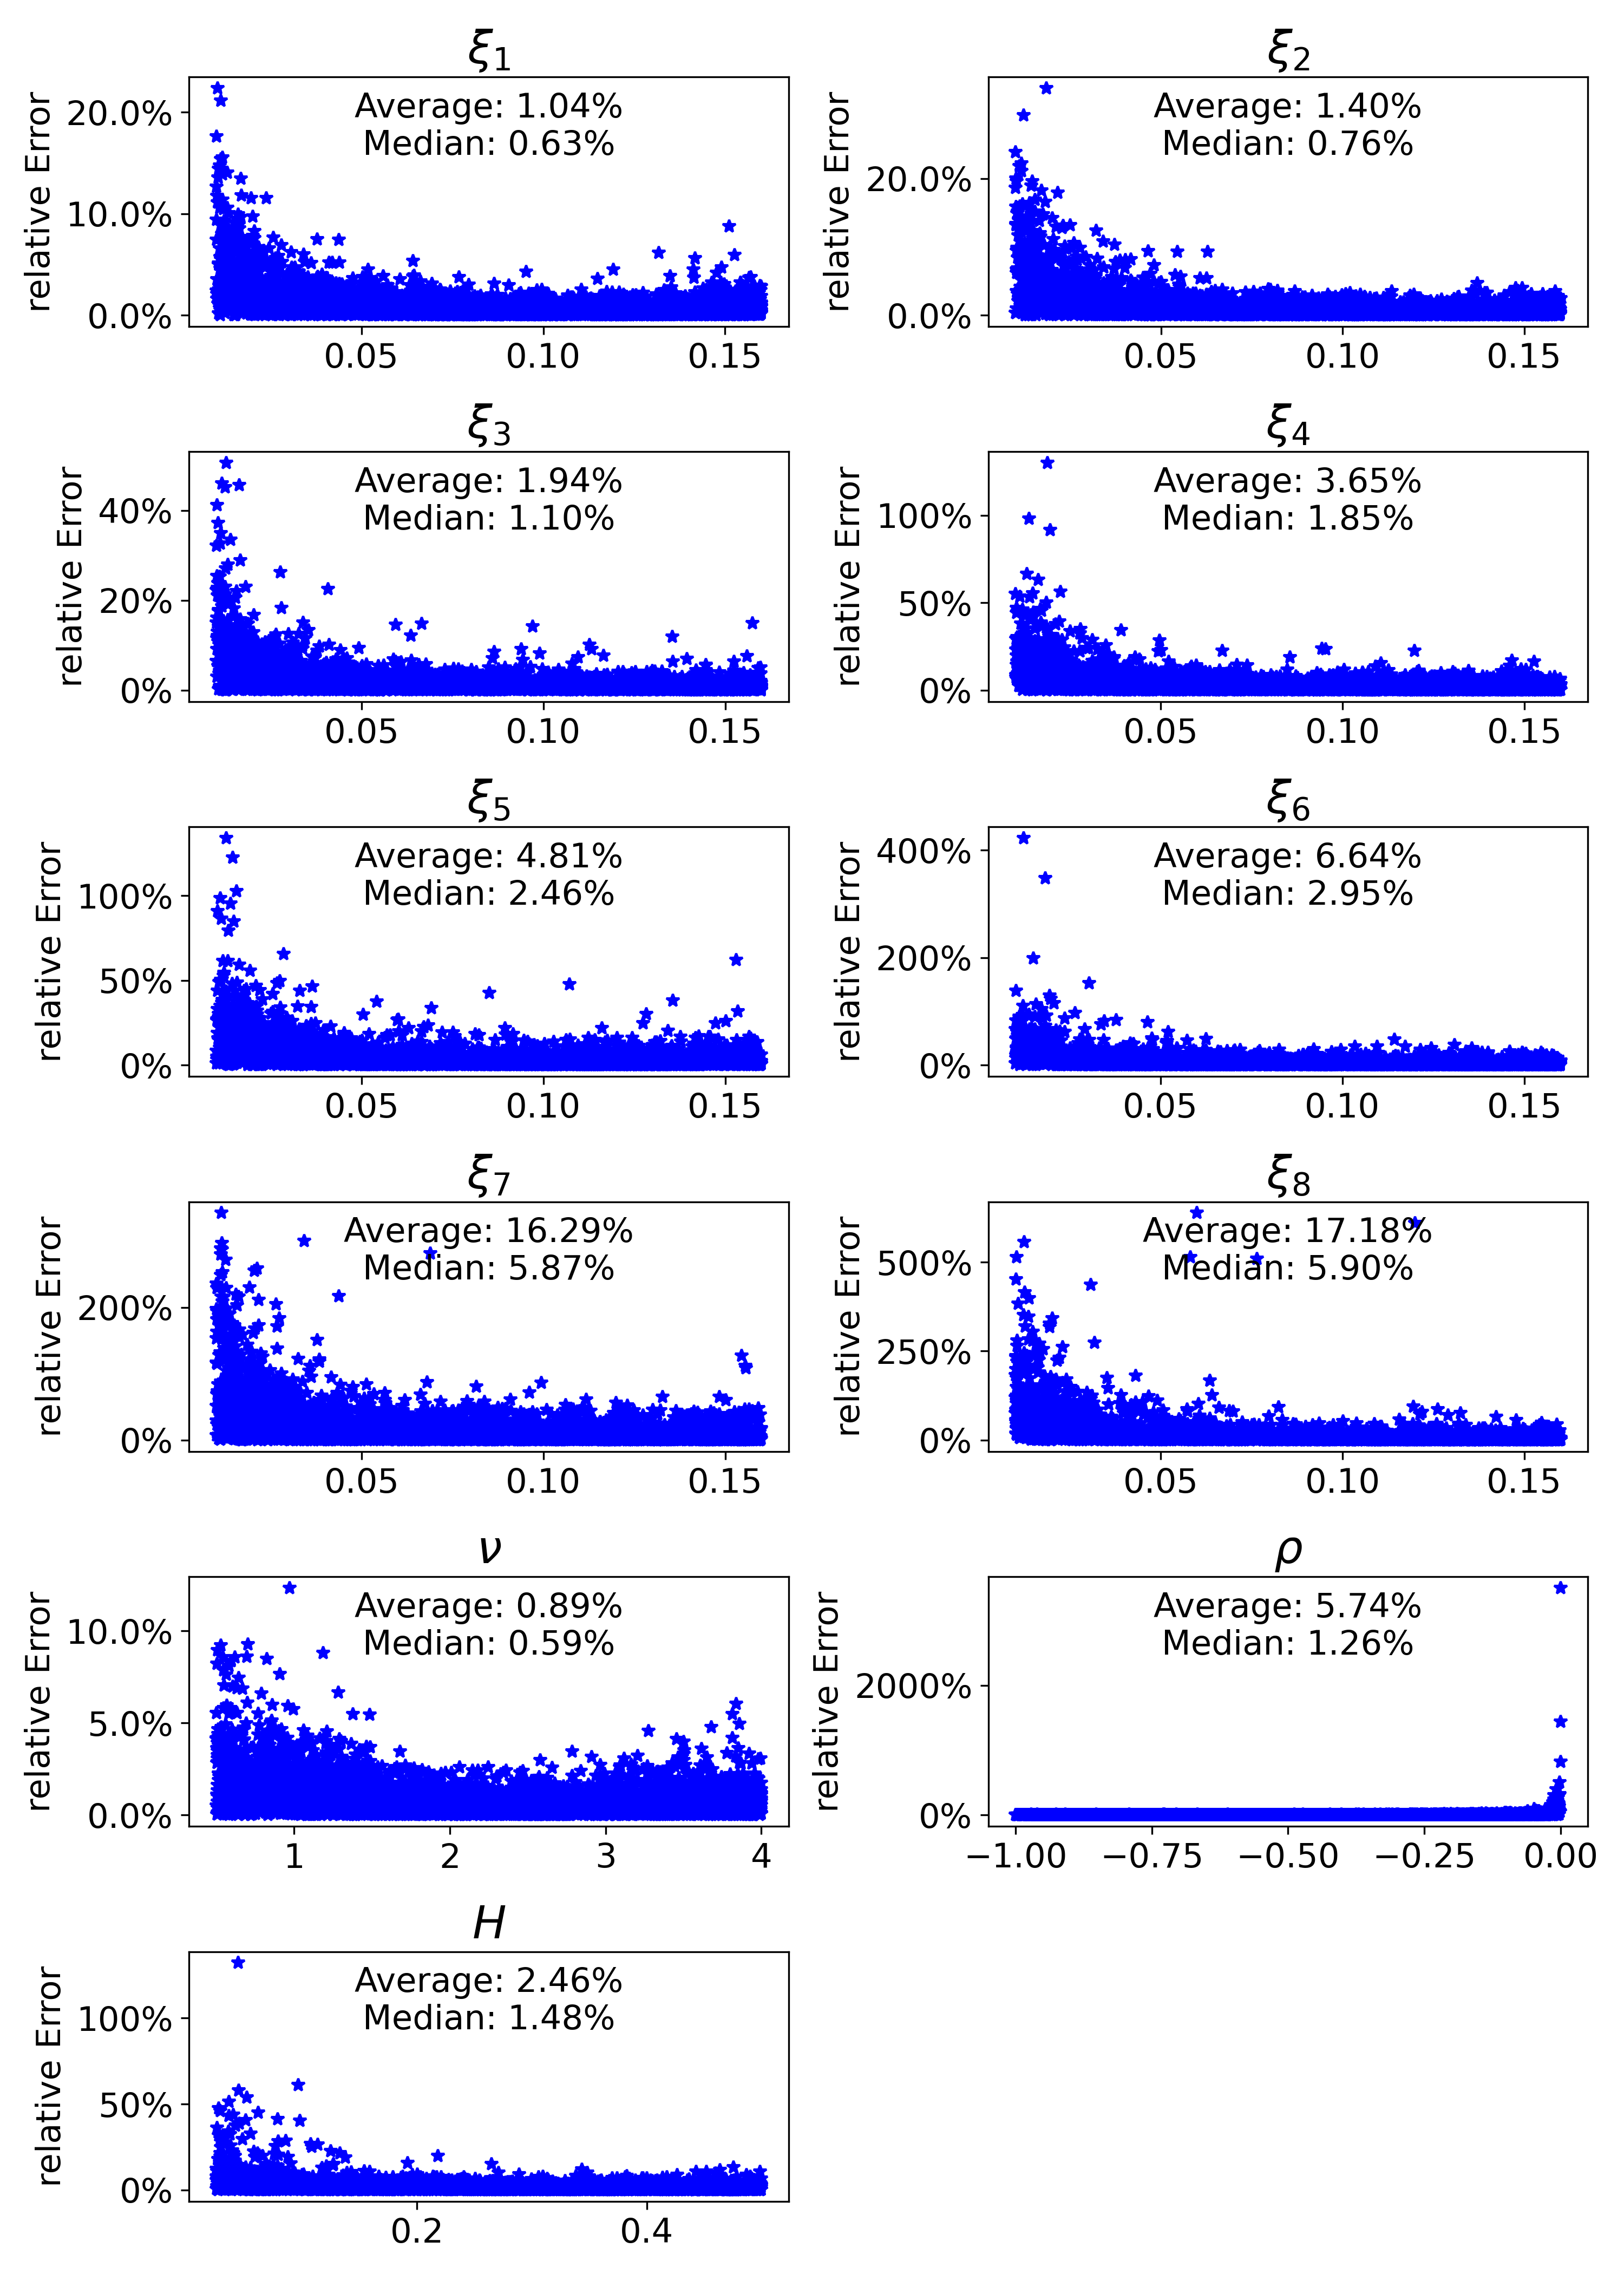 ξ1
relative Error
20.0%
10.0%
0.0%
Average: 1.04%
Median: 0.63%
0.05 0.10 0.15
ξ2
relative Error
20.0%
0.0%
Average: 1.40%
Median: 0.76%
0.05 0.10 0.15
ξ3
relative Error
40%
20%
0%
Average: 1.94%
Median: 1.10%
0.05 0.10 0.15
ξ4
relative Error
100%
50%
0%
Average: 3.65%
Median: 1.85%
0.05 0.10 0.15
ξ5
relative Error
100%
50%
0%
Average: 4.81%
Median: 2.46%
0.05 0.10 0.15
ξ6
relative Error
400%
200%
0%
Average: 6.64%
Median: 2.95%
0.05 0.10 0.15
ξ7
relative Error
200%
0%
Average: 16.29%
Median: 5.87%
0.05 0.10 0.15
ξ8
relative Error
500%
250%
0%
Average: 17.18%
Median: 5.90%
0.05 0.10 0.15
ν
relative Error
10.0%
5.0%
0.0%
Average: 0.89%
Median: 0.59%
1 2 3 4
ρ
relative Error
2000%
0%
Average: 5.74%
Median: 1.26%
−1.00 −0.75 −0.50 −0.25 0.00
H
relative Error
100%
50%
0%
Average: 2.46%
Median: 1.48%
0.2 0.4